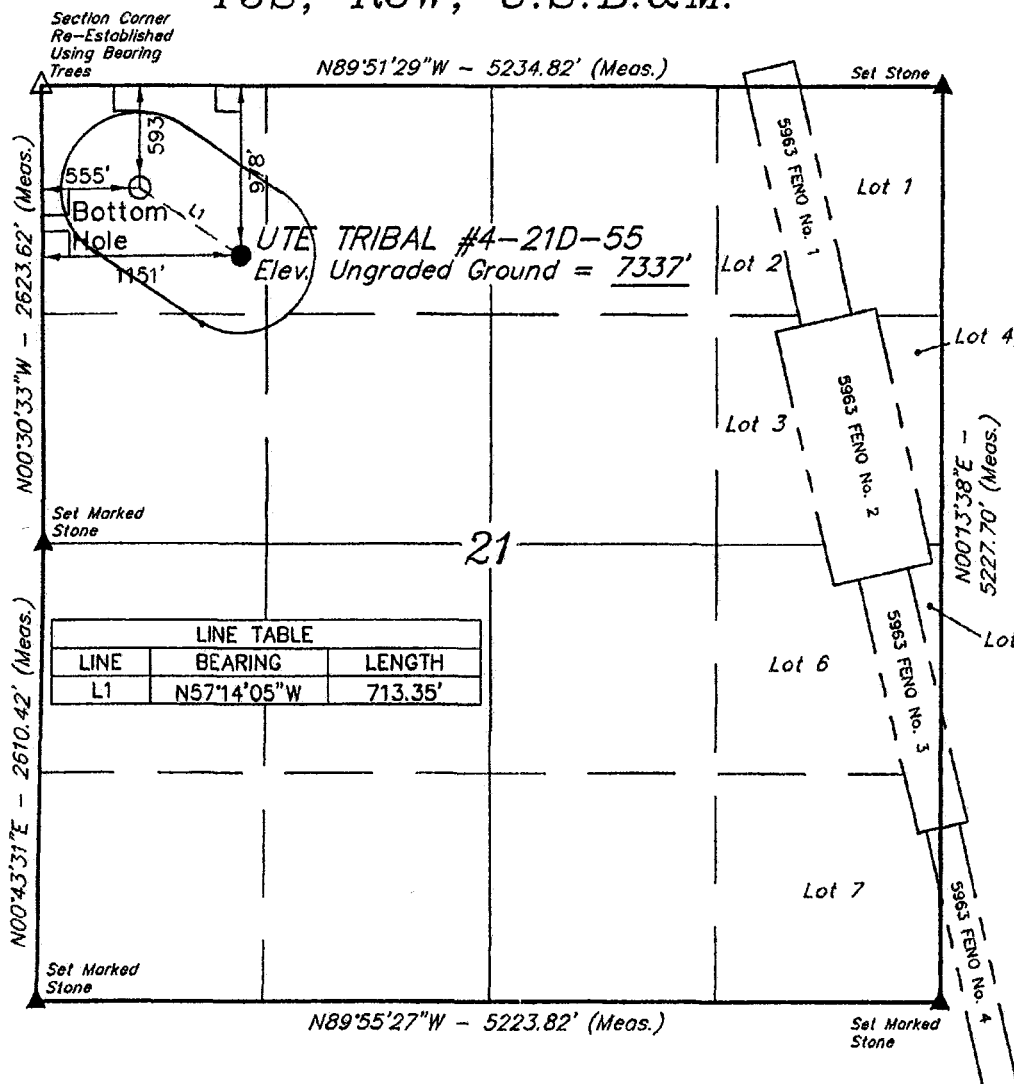 Section Corner
Re-Established
Using Bearing
Trees
N89°51'29"W - 5234.82' (Meas.)
Set Stone
593
978'
555'
Bottom
Hole
L1
1151'
UTE TRIBAL #4-21D-55
Elev. Ungraded Ground = 7337'
Lot 1
Lot 2
5963 FENO No. 1
Lot 4
Lot 3
5963 FENO No. 2
N00°30'33"W - 2623.62' (Meas.)
N00°13'38"E -
5227.70' (Meas.)
Set Marked
Stone
21
LINE TABLE
LINE BEARING LENGTH
L1 N57°14'05"W 713.35'
Lot
Lot 6
5963 FENO No. 3
N00°43'31"E - 2610.42' (Meas.)
Lot 7
5963 FENO No. 4
Set Marked
Stone
N89°55'27"W - 5223.82' (Meas.)
Set Marked
Stone